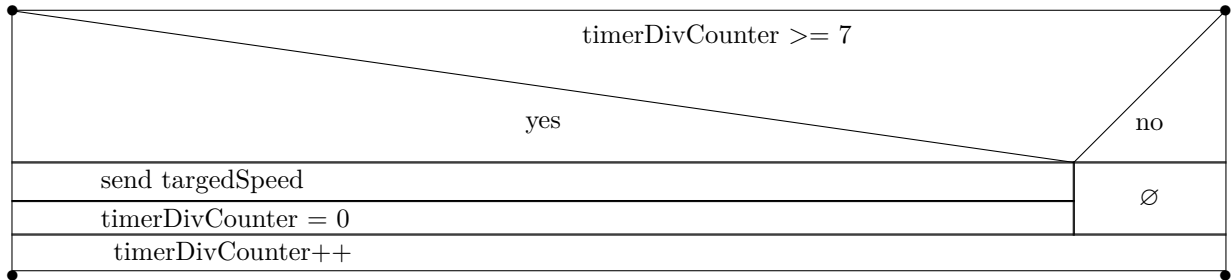 timerDivCounter >= 7
yes
no
send targedSpeed
∅
timerDivCounter = 0
timerDivCounter++